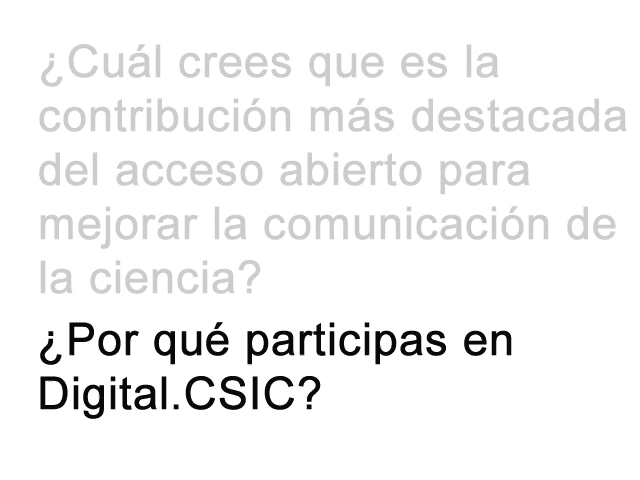 ¿Cuál crees que es la
contribución más destacada
del acceso abierto para
mejorar la comunicación de
la ciencia?
¿Por qué participas en
Digital.CSIC?